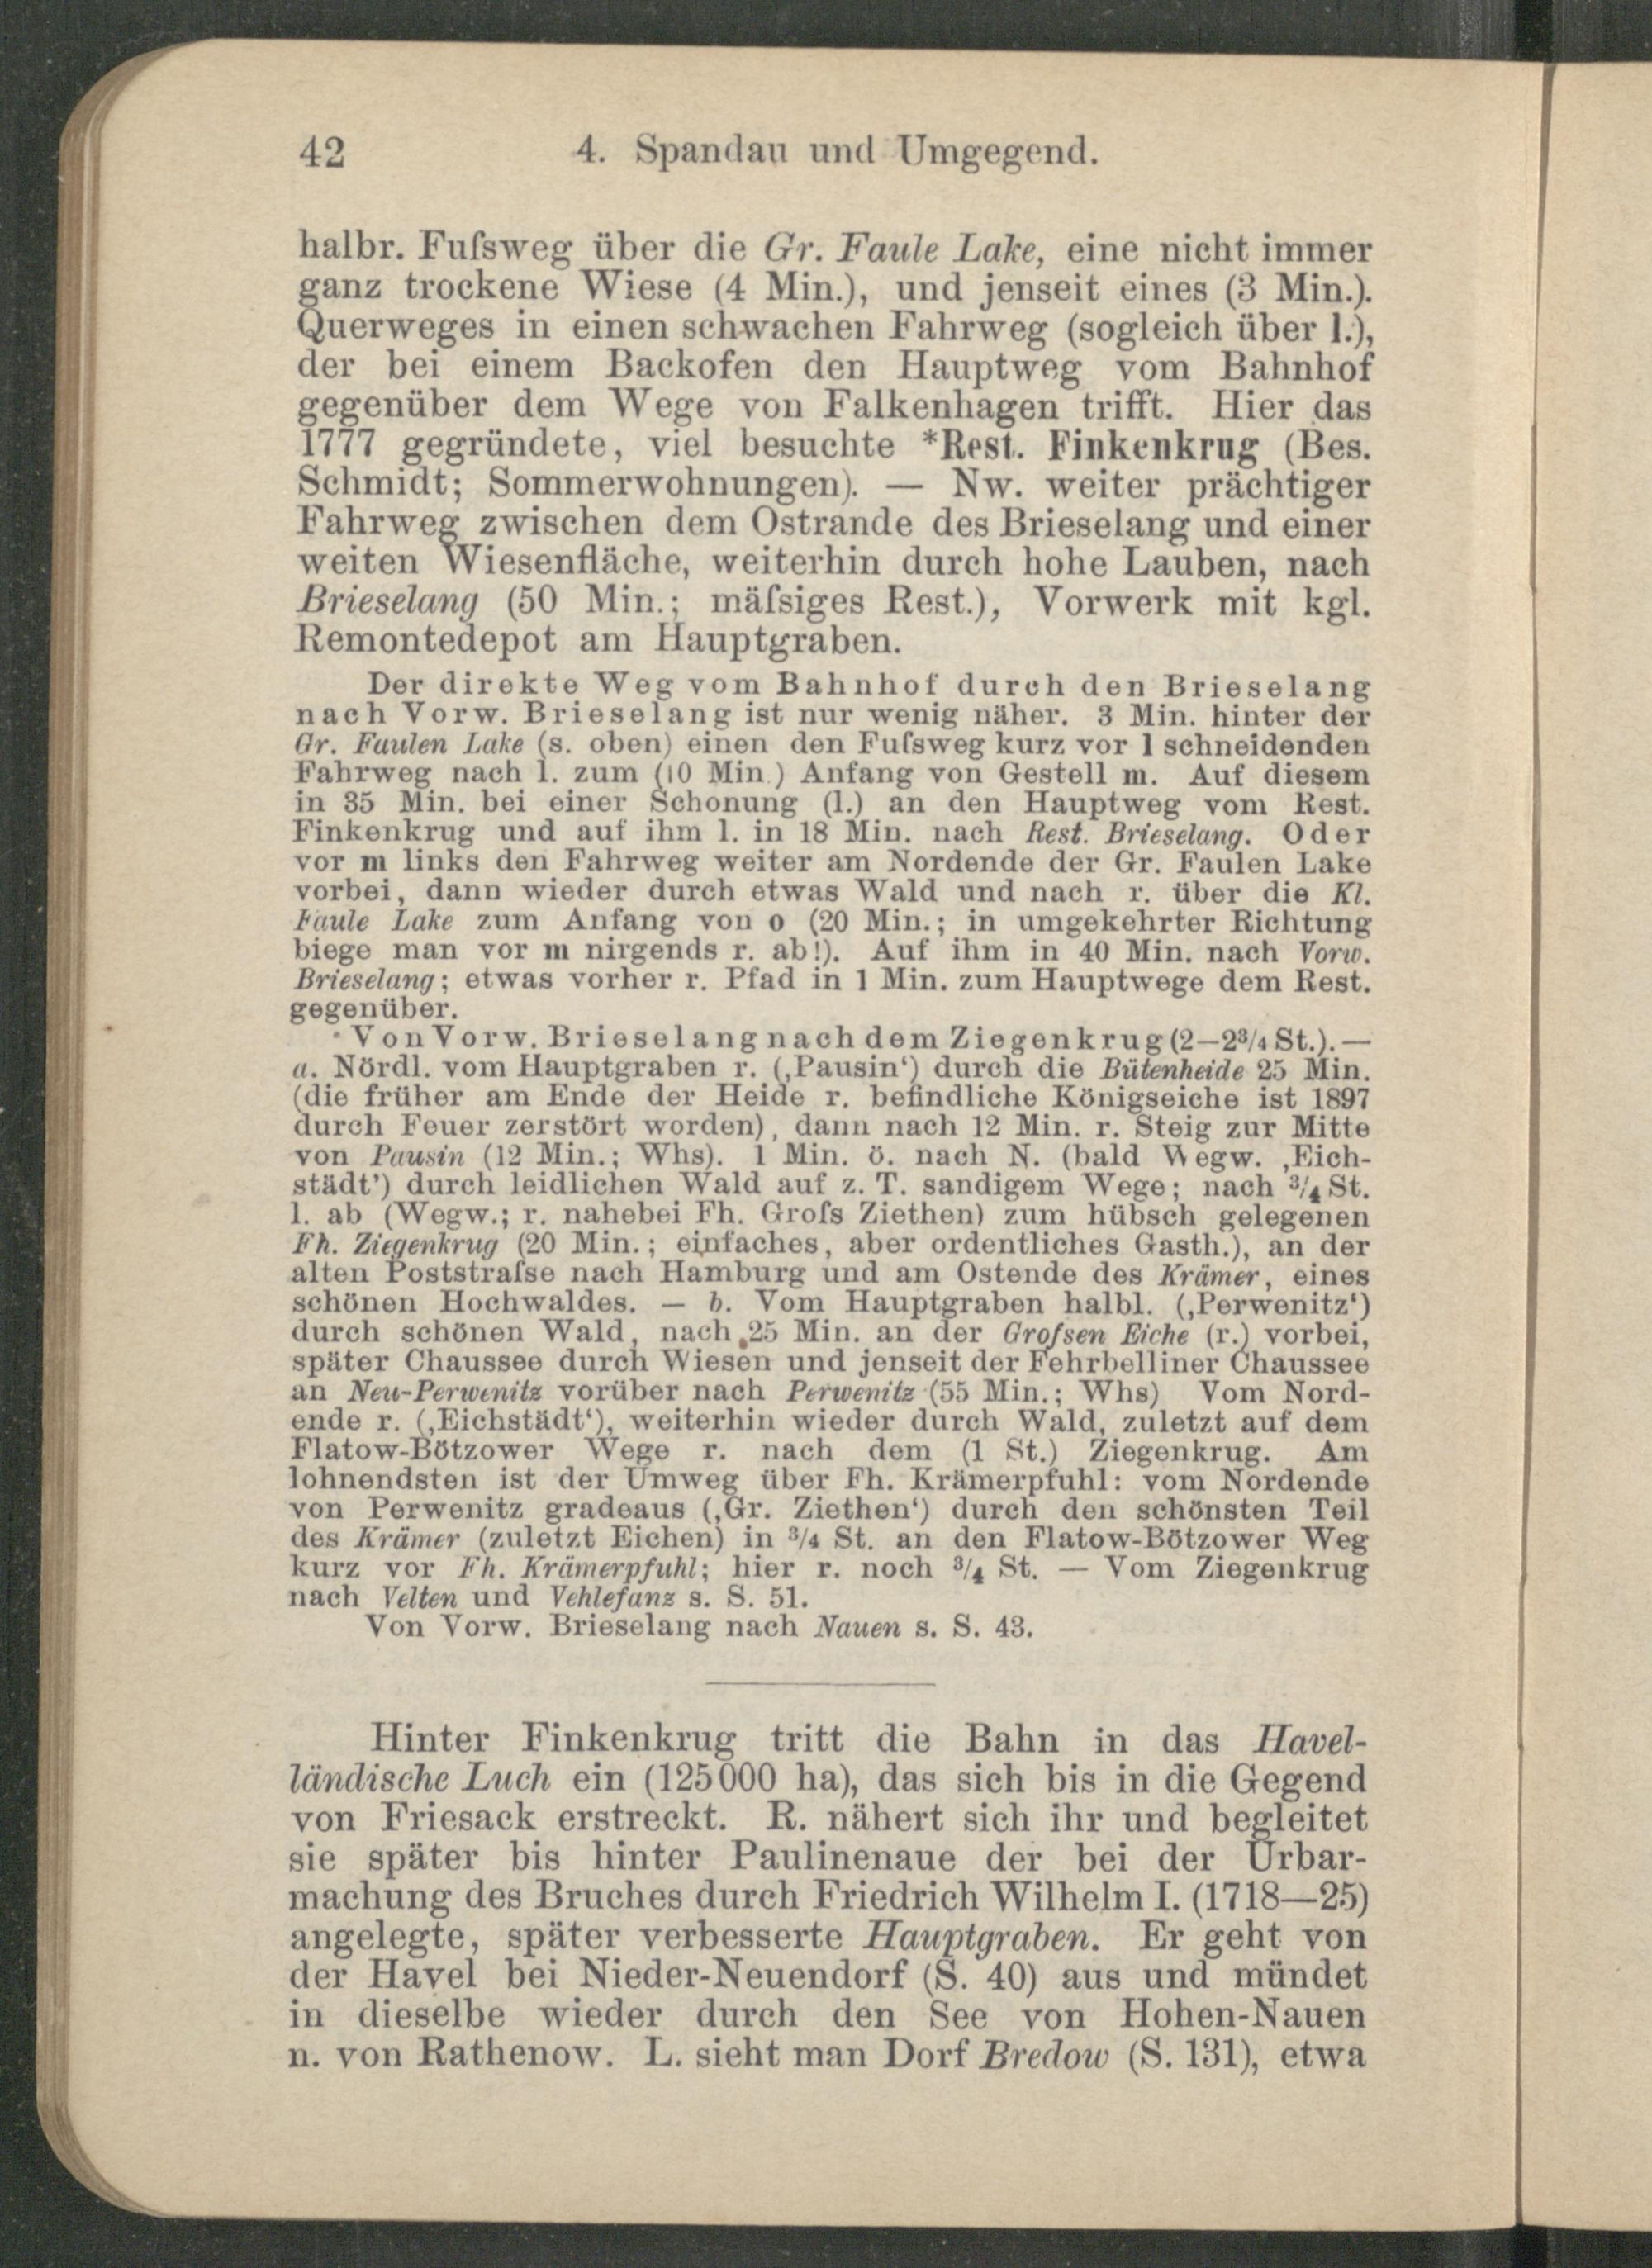 42 4. Spandau und Umgegend.
halbr. Fuſsweg über die Gr. Faule Lake, eine nicht immer
ganz trockene Wiese (4 Min.), und jenseit eines (3 Min.).
Querweges in einen schwachen Fahrweg (sogleich über l.),
der bei einem Backofen den Hauptweg vom Bahnhof
gegenüber dem Wege von Falkenhagen trifft. Hier das
1777 gegründete, viel besuchte *Rest. Finkenkrug (Bes.
Schmidt; Sommerwohnungen). — Nw. weiter prächtiger
Fahrweg zwischen dem Ostrande des Brieselang und einer
weiten Wiesenfläche, weiterhin durch hohe Lauben, nach
Brieselang (50 Min.; mäſsiges Rest.), Vorwerk mit kgl.
Remontedepot am Hauptgraben.
Der direkte Weg vom Bahnhof durch den Brieselang
nach Vorw. Brieselang ist nur wenig näher. 3 Min. hinter der
Gr. Faulen Lake (s. oben) einen den Fuſsweg kurz vor l schneidenden
Fahrweg nach l. zum (10 Min.) Anfang von Gestell m. Auf diesem
in 35 Min. bei einer Schonung (l.) an den Hauptweg vom Rest.
Finkenkrug und auf ihm l. in 18 Min. nach Rest. Brieselang. Oder
vor m links den Fahrweg weiter am Nordende der Gr. Faulen Lake
vorbei, dann wieder durch etwas Wald und nach r. über die Kl.
Faule Lake zum Anfang von o (20 Min.; in umgekehrter Richtung
biege man vor m nirgends r. ab!). Auf ihm in 40 Min. nach Vorw.
Brieselang; etwas vorher r. Pfad in 1 Min. zum Hauptwege dem Rest.
gegenüber.
Von Vorw. Brieselang nach dem Ziegenkrug (2—2³/₄ St.). —
a. Nördl. vom Hauptgraben r. (‚Pausin‘) durch die Bütenheide 25 Min.
(die früher am Ende der Heide r. befindliche Königseiche ist 1897
durch Feuer zerstört worden), dann nach 12 Min. r. Steig zur Mitte
von Pausin (12 Min.; Whs). 1 Min. ö. nach N. (bald Wegw. ‚Eich-
städt’) durch leidlichen Wald auf z. T. sandigem Wege; nach ³/₄ St.
l. ab (Wegw.; r. nahebei Fh. Groſs Ziethen) zum hübsch gelegenen
Fh. Ziegenkrug (20 Min.; einfaches, aber ordentliches Gasth.), an der
alten Poststraſse nach Hamburg und am Ostende des Krämer, eines
schönen Hochwaldes. — b. Vom Hauptgraben halbl. (‚Perwenitz‘)
durch schönen Wald, nach 25 Min. an der Groſsen Eiche (r.) vorbei,
später Chaussee durch Wiesen und jenseit der Fehrbelliner Chaussee
an Neu-Perwenitz vorüber nach Perwenitz (55 Min.; Whs) Vom Nord-
ende r. (‚Eichstädt‘), weiterhin wieder durch Wald, zuletzt auf dem
Flatow-Bötzower Wege r. nach dem (1 St.) Ziegenkrug. Am
lohnendsten ist der Umweg über Fh. Krämerpfuhl: vom Nordende
von Perwenitz gradeaus (‚Gr. Ziethen‘) durch den schönsten Teil
des Krämer (zuletzt Eichen) in ³/₄ St. an den Flatow-Bötzower Weg
kurz vor Fh. Krämerpfuhl; hier r. noch ³/₄ St. — Vom Ziegenkrug
nach Velten und Vehlefanz s. S. 51.
Von Vorw. Brieselang nach Nauen s. S. 43.
Hinter Finkenkrug tritt die Bahn in das Havel-
ländische Luch ein (125000 ha), das sich bis in die Gegend
von Friesack erstreckt. R. nähert sich ihr und begleitet
sie später bis hinter Paulinenaue der bei der Urbar-
machung des Bruches durch Friedrich Wilhelm I. (1718—25)
angelegte, später verbesserte Hauptgraben. Er geht von
der Havel bei Nieder-Neuendorf (S. 40) aus und mündet
in dieselbe wieder durch den See von Hohen-Nauen
n. von Rathenow. L. sieht man Dorf Bredow (S. 131), etwa